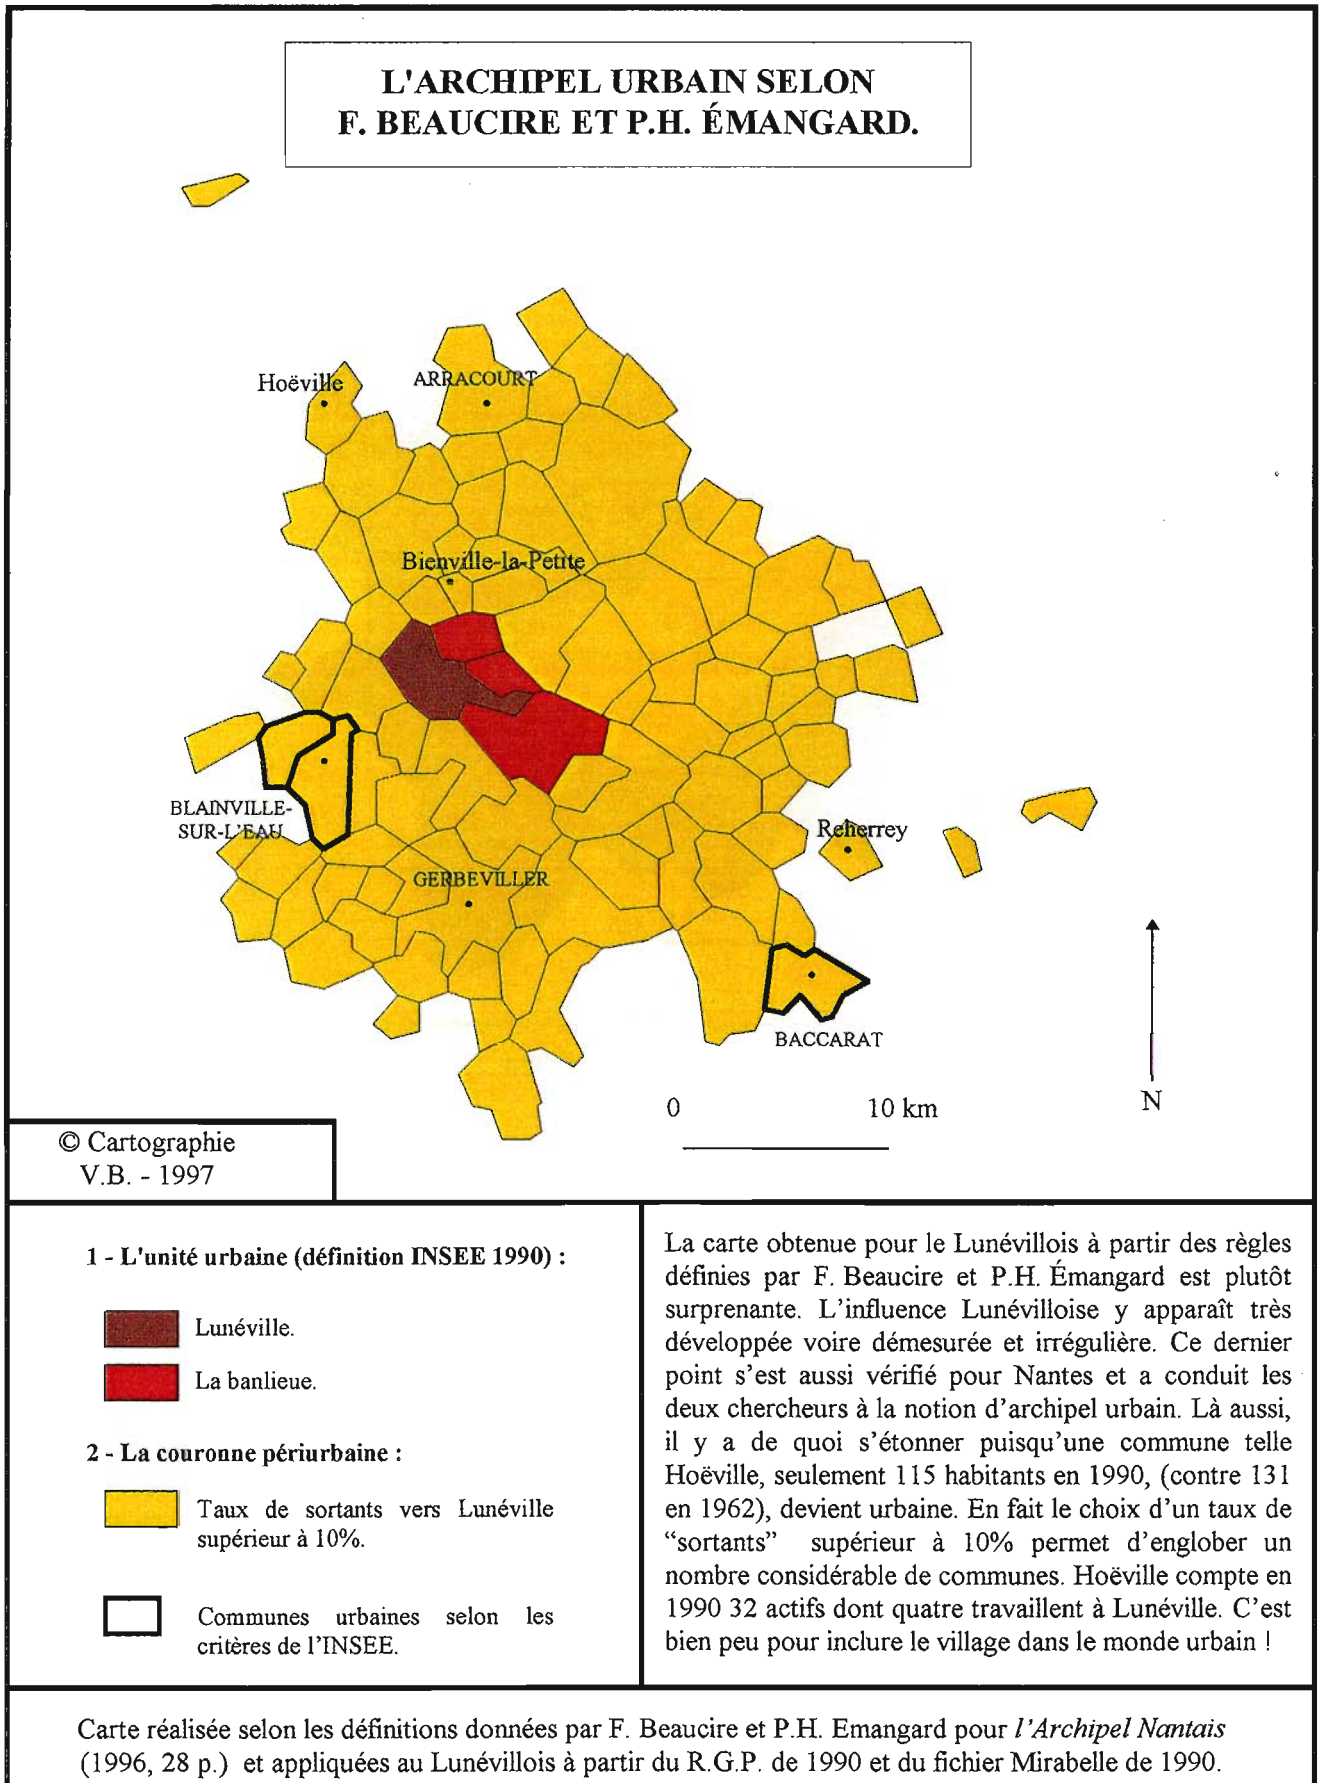 L'ARCHIPEL URBAIN SELON
F. BEAUCIRE ET P.H. ÉMANGARD.
Hoëville
ARRACOURT
Bienville-la-Petite
BLAINVILLE-
SUR-L'EAU
Reherrey
GERBEVILLER
BACCARAT
0 10 km
N
© Cartographie
V.B. - 1997
1 - L'unité urbaine (définition INSEE 1990) :
Lunéville.
La banlieue.
2 - La couronne périurbaine :
Taux de sortants vers Lunéville
supérieur à 10%.
Communes urbaines selon les
critères de l'INSEE.
La carte obtenue pour le Lunévillois à partir des règles
définies par F. Beaucire et P.H. Émangard est plutôt
surprenante. L'influence Lunévilloise y apparaît très
développée voire démesurée et irrégulière. Ce dernier
point s'est aussi vérifié pour Nantes et a conduit les
deux chercheurs à la notion d'archipel urbain. Là aussi,
il y a de quoi s'étonner puisqu'une commune telle
Hoëville, seulement 115 habitants en 1990, (contre 131
en 1962), devient urbaine. En fait le choix d'un taux de
“sortants” supérieur à 10% permet d'englober un
nombre considérable de communes. Hoëville compte en
1990 32 actifs dont quatre travaillent à Lunéville. C'est
bien peu pour inclure le village dans le monde urbain !
Carte réalisée selon les définitions données par F. Beaucire et P.H. Emangard pour l'Archipel Nantais
(1996, 28 p.) et appliquées au Lunévillois à partir du R.G.P. de 1990 et du fichier Mirabelle de 1990.